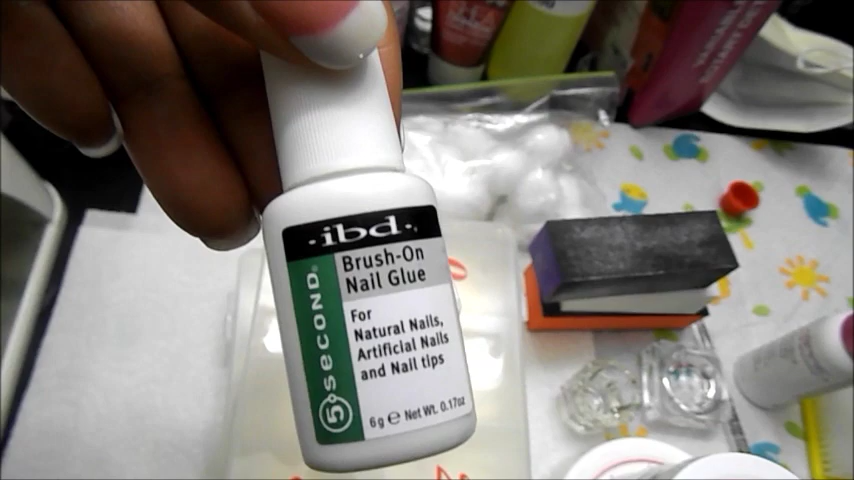 ·ibd·
Brush-On
Nail Glue
5 SECOND®
For
Natural Nails,
Artificial Nails
and Nail tips
6 g ℮ Net Wt. 0.17oz